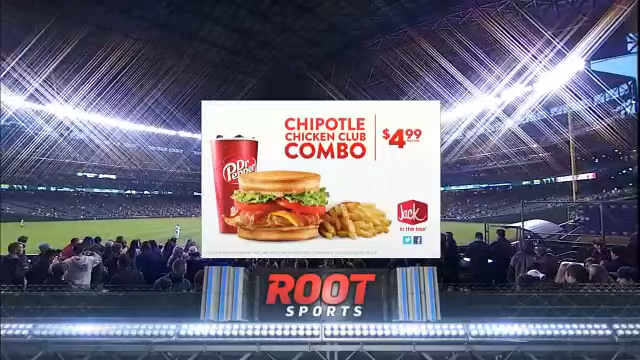 CHIPOTLE
CHICKEN CLUB
COMBO
$4.99
Dr Pepper
Jack
in the box
ROOT
SPORTS